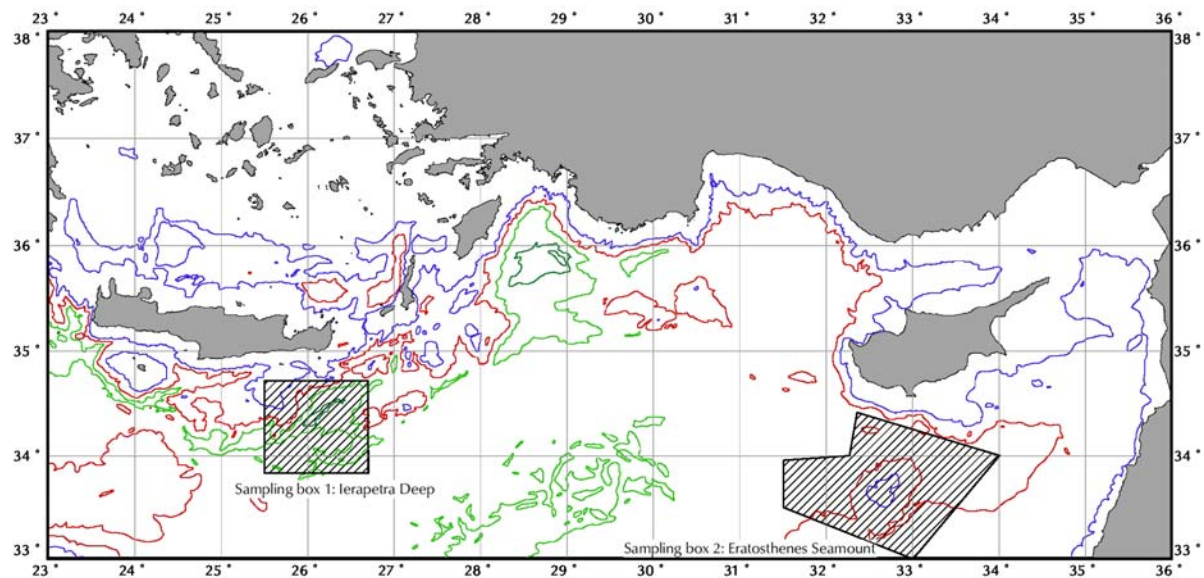 23° 24° 25° 26° 27° 28° 29° 30° 31° 32° 33° 34° 35° 36°
38° 38°
37° 37°
36° 36°
35° 35°
34° 34°
Sampling box 1: Ierapetra Deep
Sampling box 2: Eratosthenes Seamount
33° 33°
23° 24° 25° 26° 27° 28° 29° 30° 31° 32° 33° 34° 35° 36°